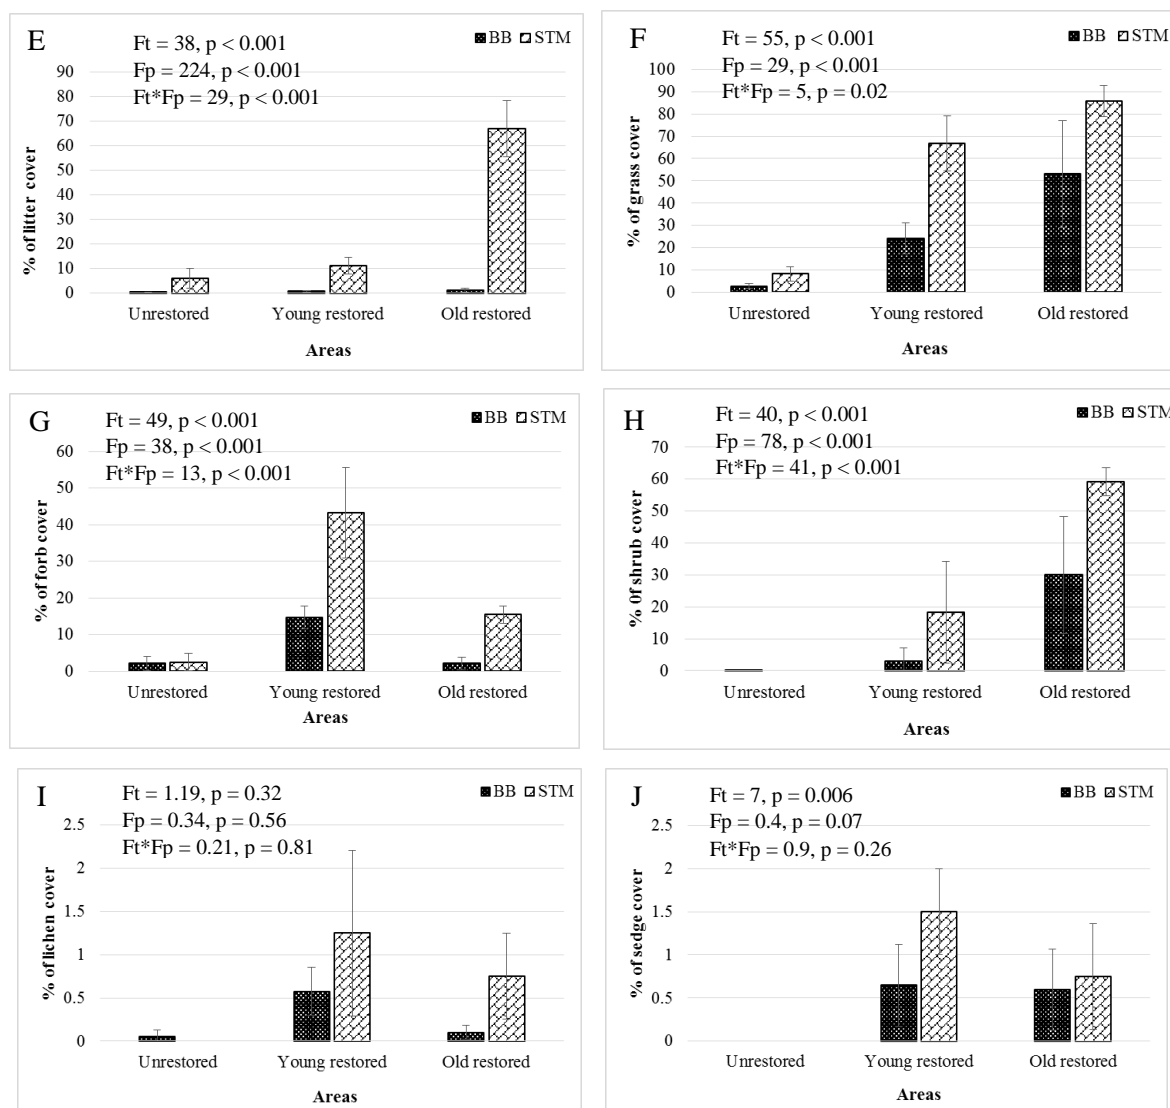 E
Ft = 38, p < 0.001
Fp = 224, p < 0.001
Ft*Fp = 29, p < 0.001
BB STM
% of litter cover
90
80
70
60
50
40
30
20
10
0
Unrestored Young restored Old restored
Areas
F
Ft = 55, p < 0.001
Fp = 29, p < 0.001
Ft*Fp = 5, p = 0.02
BB STM
% of grass cover
100
90
80
70
60
50
40
30
20
10
0
Unrestored Young restored Old restored
Areas
G
Ft = 49, p < 0.001
Fp = 38, p < 0.001
Ft*Fp = 13, p < 0.001
BB STM
% of forb cover
60
50
40
30
20
10
0
Unrestored Young restored Old restored
Areas
H
Ft = 40, p < 0.001
Fp = 78, p < 0.001
Ft*Fp = 41, p < 0.001
BB STM
% 0f shrub cover
70
60
50
40
30
20
10
0
Unrestored Young restored Old restored
Areas
I
Ft = 1.19, p = 0.32
Fp = 0.34, p = 0.56
Ft*Fp = 0.21, p = 0.81
BB STM
% of lichen cover
2.5
2
1.5
1
0.5
0
Unrestored Young restored Old restored
Areas
J
Ft = 7, p = 0.006
Fp = 0.4, p = 0.07
Ft*Fp = 0.9, p = 0.26
BB STM
% of sedge cover
2.5
2
1.5
1
0.5
0
Unrestored Young restored Old restored
Areas